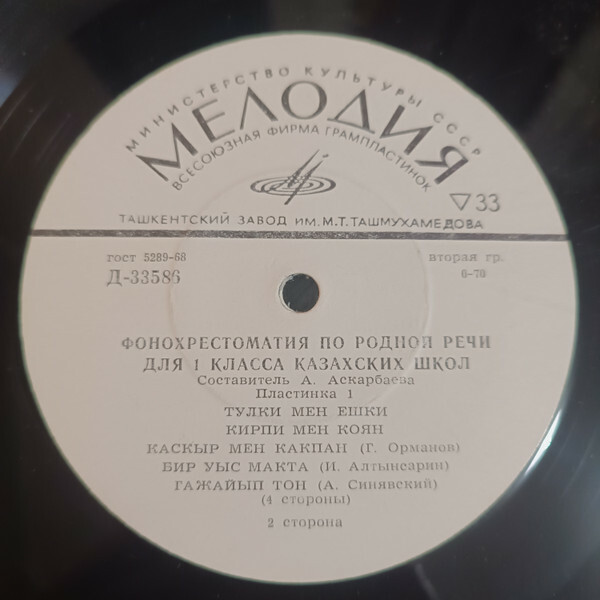 МИНИСТЕРСТВО КУЛЬТУРЫ СССР
МЕЛОДИЯ
ВСЕСОЮЗНАЯ ФИРМА ГРАМПЛАСТИНОК
▽33
ТАШКЕНТСКИЙ ЗАВОД ИМ. М.Т. ТАШМУХАМЕДОВА
гост 5289-68
вторая гр.
Д-33586
0-70
ФОНОХРЕСТОМАТИЯ ПО РОДНОЙ РЕЧИ
ДЛЯ 1 КЛАССА КАЗАХСКИХ ШКОЛ
Составитель А. Аскарбаева
Пластинка 1
ТУЛКИ МЕН ЕШКИ
КИРПИ МЕН КОЯН
КАСКЫР МЕН КАКПАН (Г. Орманов)
БИР УЫС МАКТА (И. Алтынсарин)
ГАЖАЙЫП ТОН (А. Синявский)
(4 стороны)
2 сторона